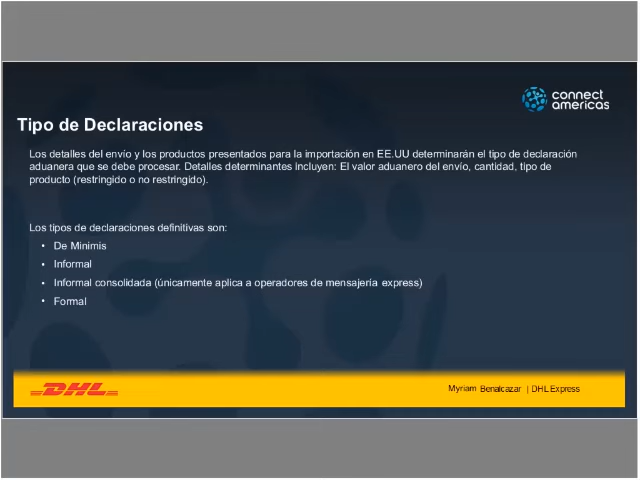 connect
americas
Tipo de Declaraciones
Los detalles del envío y los productos presentados para la importación en EE.UU determinarán el tipo de declaración
aduanera que se debe procesar. Detalles determinantes incluyen: El valor aduanero del envío, cantidad, tipo de
producto (restringido o no restringido).
Los tipos de declaraciones definitivas son:
• De Minimis
• Informal
• Informal consolidada (únicamente aplica a operadores de mensajería express)
• Formal
DHL
Myriam Benalcazar | DHL Express